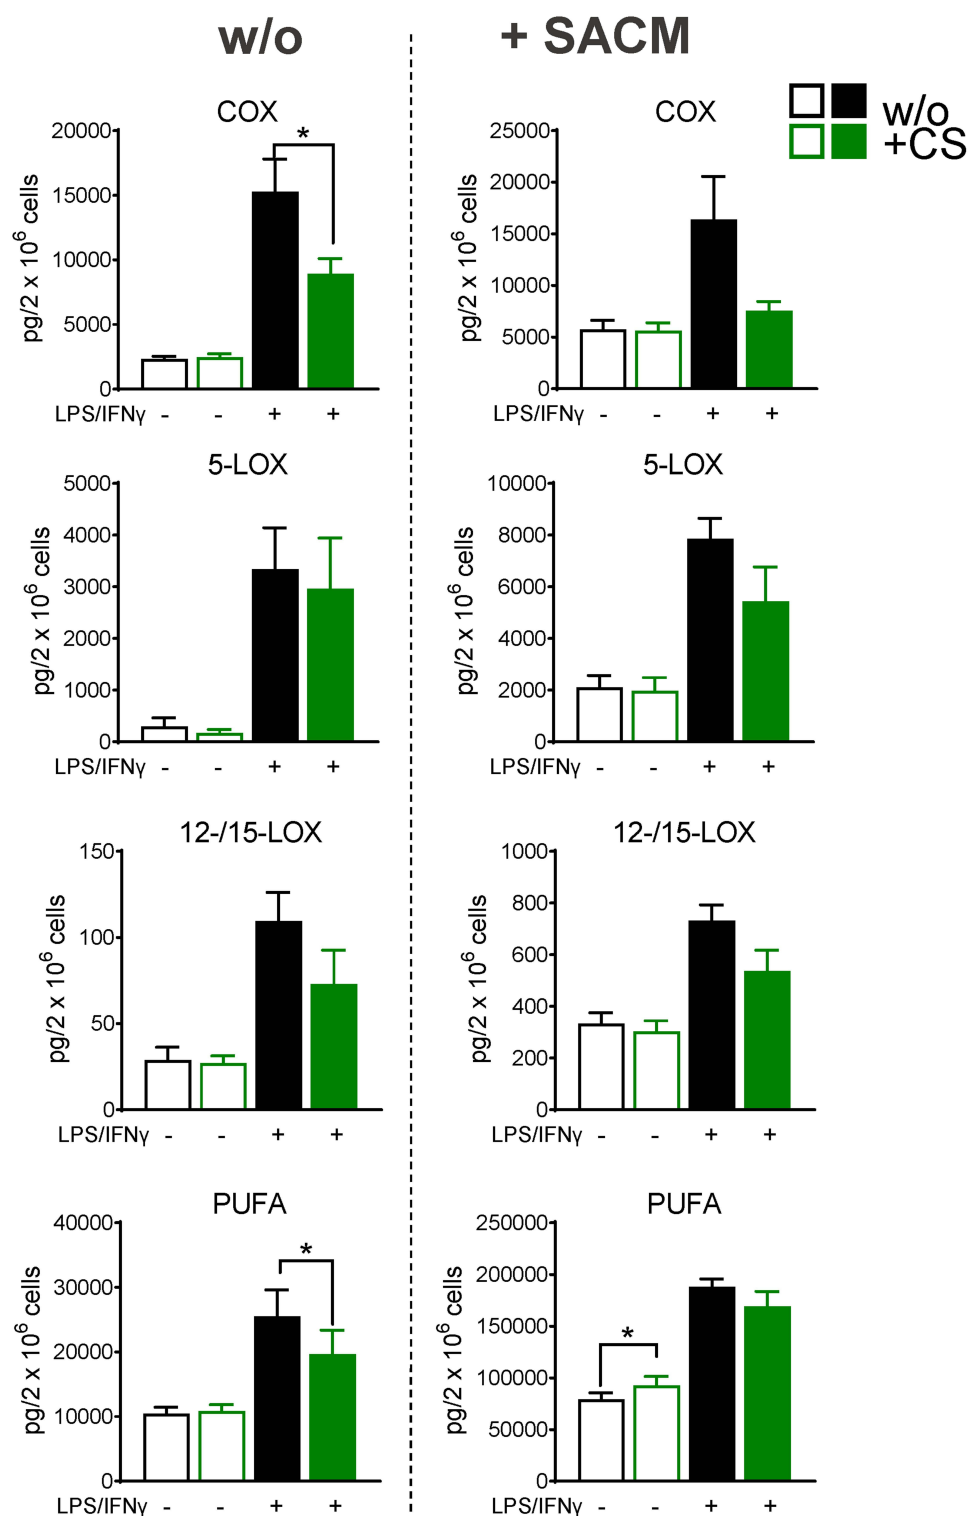 w/o
+ SACM
w/o
+CS
COX
20000
15000
10000
5000
0
pg/2 x 10⁶ cells
*
LPS/IFNγ - - + +
COX
25000
20000
15000
10000
5000
0
pg/2 x 10⁶ cells
LPS/IFNγ - - + +
5-LOX
5000
4000
3000
2000
1000
0
pg/2 x 10⁶ cells
LPS/IFNγ - - + +
5-LOX
10000
8000
6000
4000
2000
0
pg/2 x 10⁶ cells
LPS/IFNγ - - + +
12-/15-LOX
150
100
50
0
pg/2 x 10⁶ cells
LPS/IFNγ - - + +
12-/15-LOX
1000
800
600
400
200
0
pg/2 x 10⁶ cells
LPS/IFNγ - - + +
PUFA
40000
30000
20000
10000
0
pg/2 x 10⁶ cells
*
LPS/IFNγ - - + +
PUFA
250000
200000
150000
100000
50000
0
pg/2 x 10⁶ cells
*
LPS/IFNγ - - + +